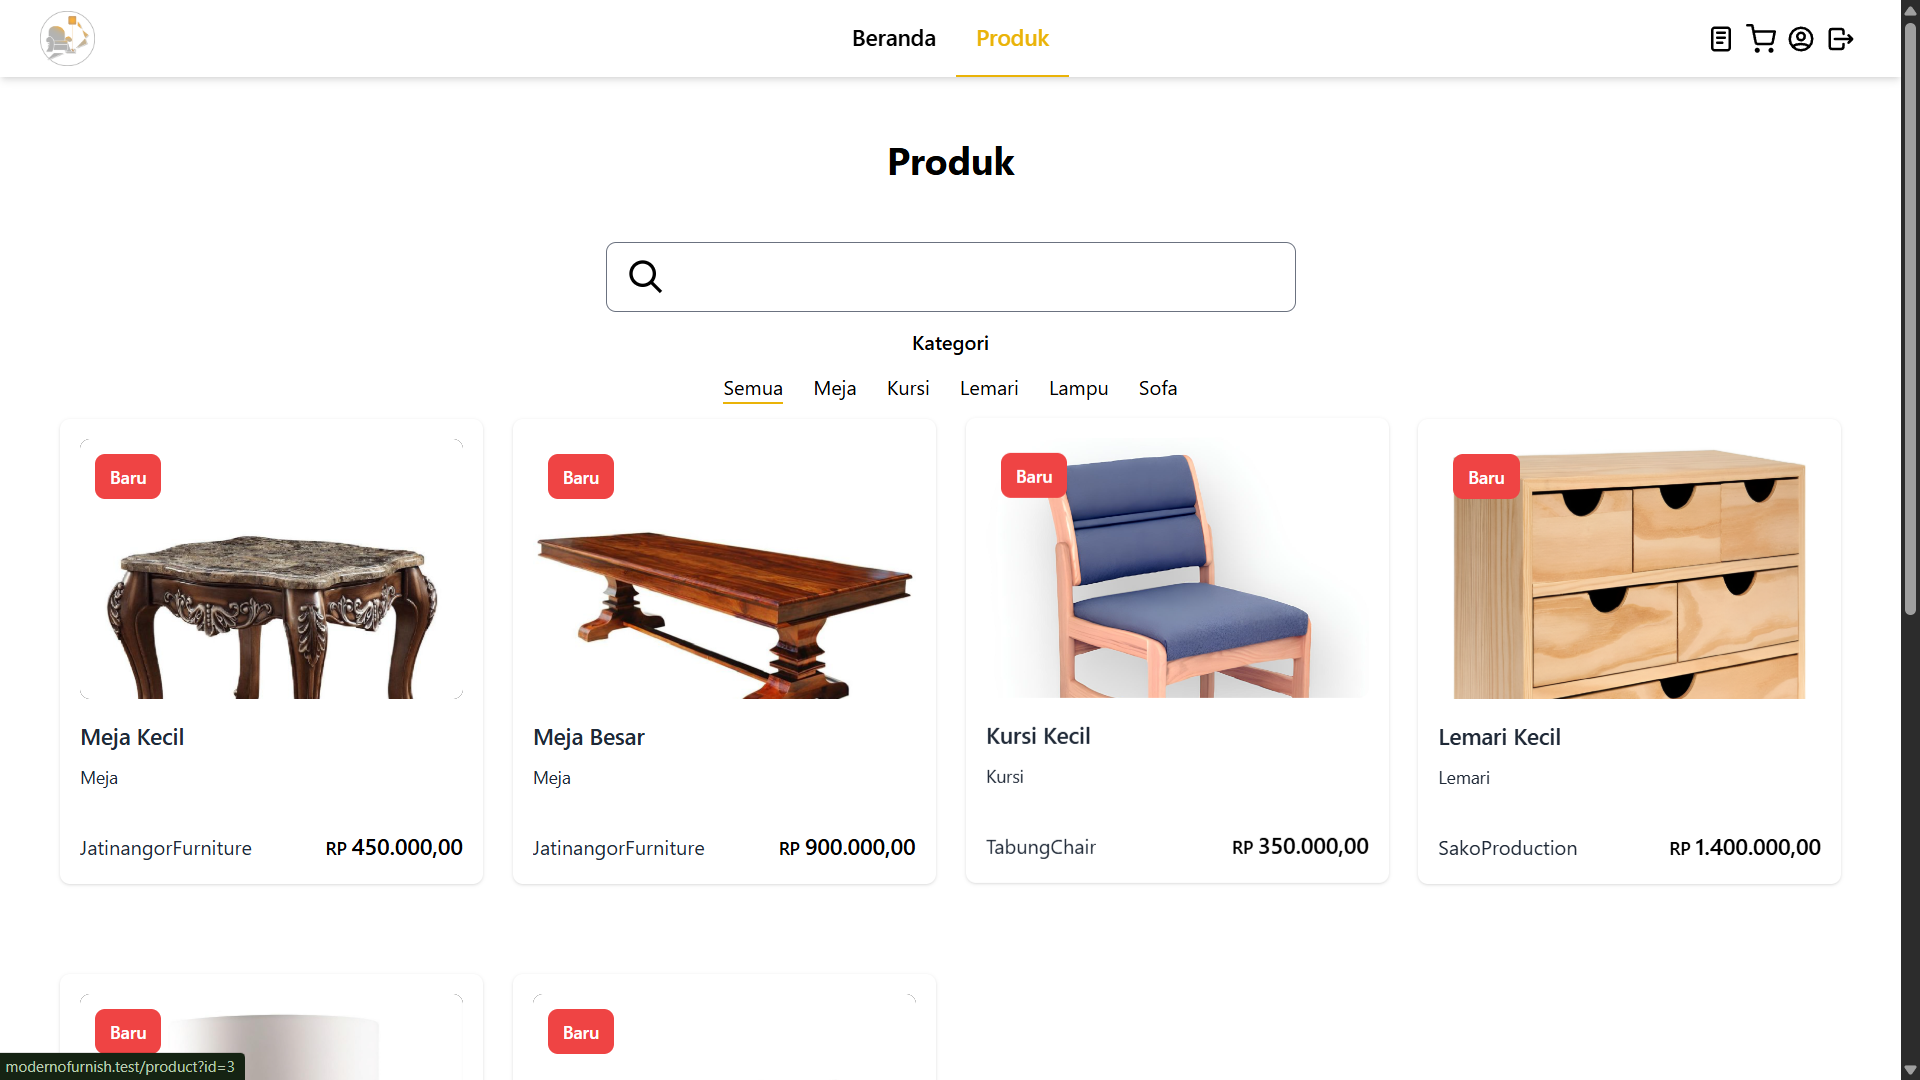 Beranda Produk
Produk
Kategori
Semua Meja Kursi Lemari Lampu Sofa
Baru Baru Baru Baru
Meja Kecil Meja Besar Kursi Kecil Lemari Kecil
Meja Meja Kursi Lemari
JatinangorFurniture RP 450.000,00 JatinangorFurniture RP 900.000,00 TabungChair RP 350.000,00 SakoProduction RP 1.400.000,00
Baru Baru
modernofurnish.test/product?id=3